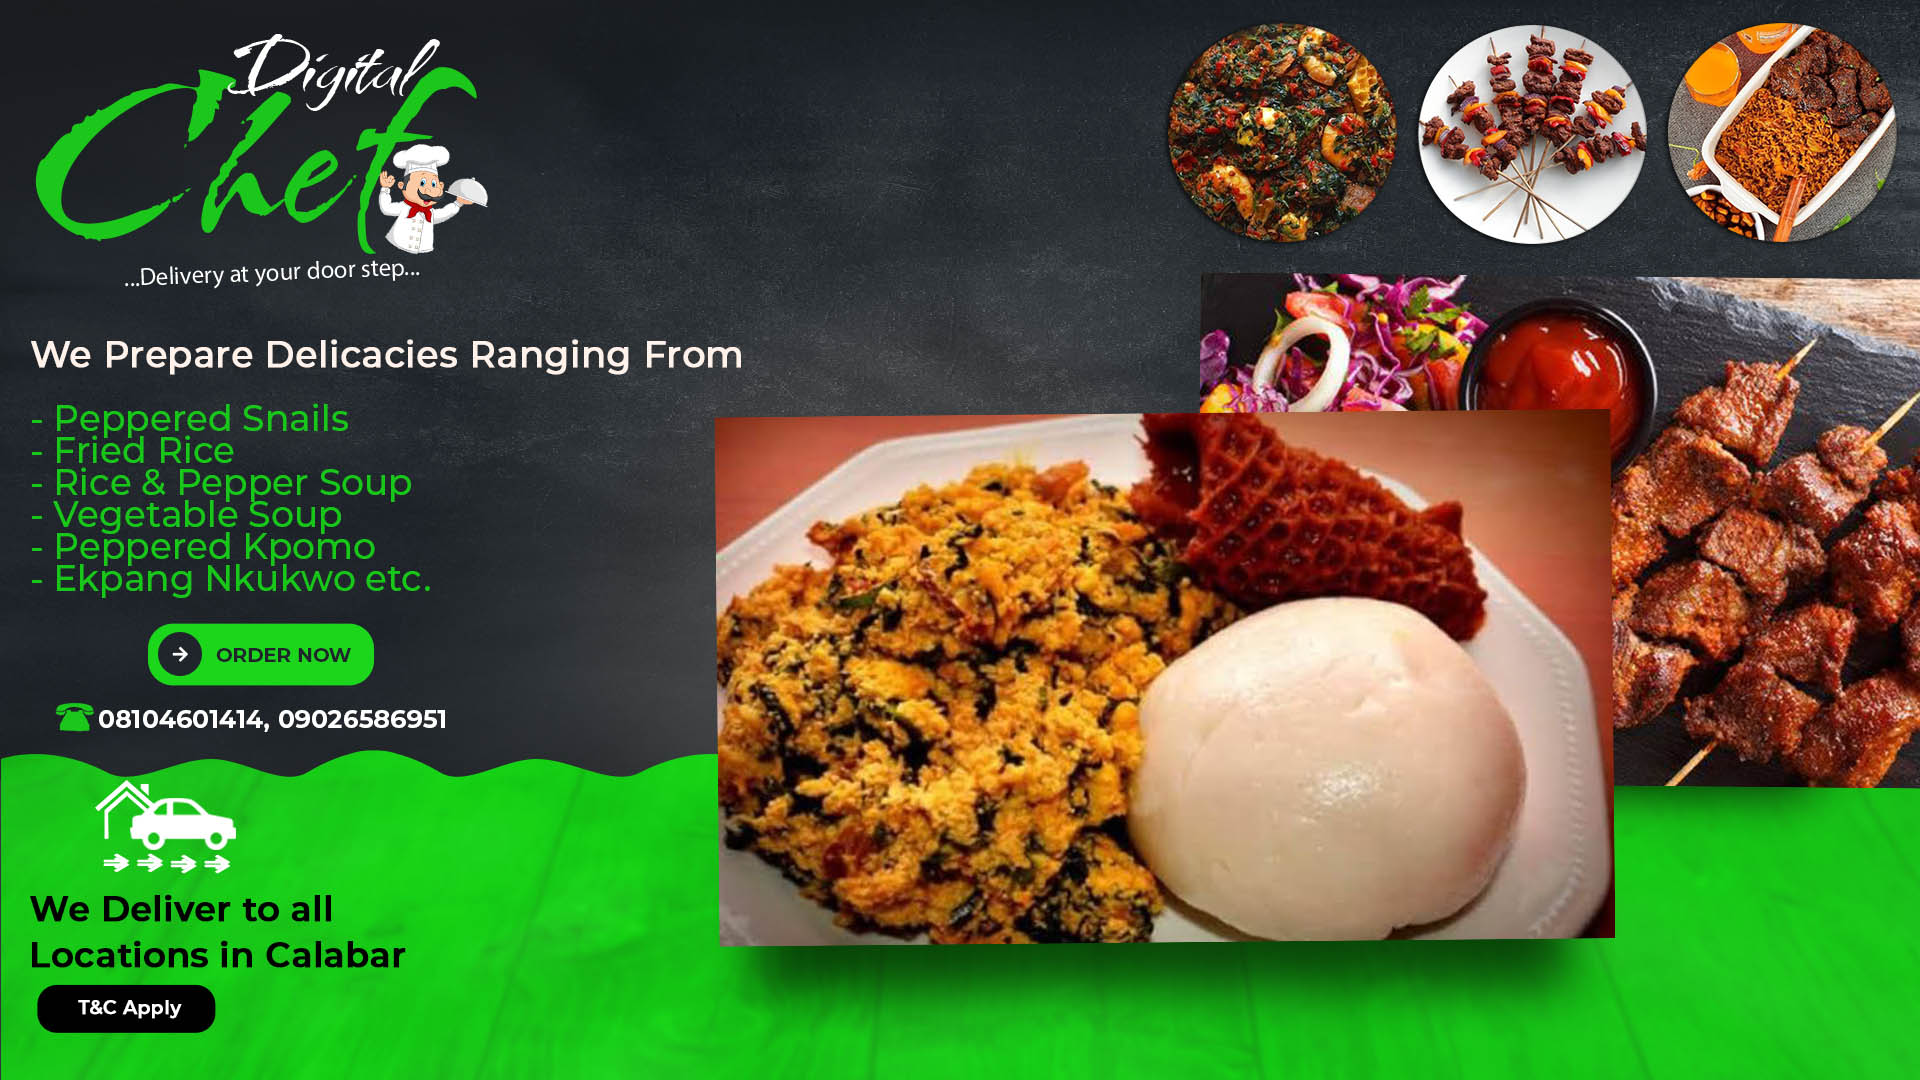 Digital
Chef
...Delivery at your door step...
We Prepare Delicacies Ranging From
- Peppered Snails
- Fried Rice
- Rice & Pepper Soup
- Vegetable Soup
- Peppered Kpomo
- Ekpang Nkukwo etc.
ORDER NOW
08104601414, 09026586951
We Deliver to all
Locations in Calabar
T&C Apply